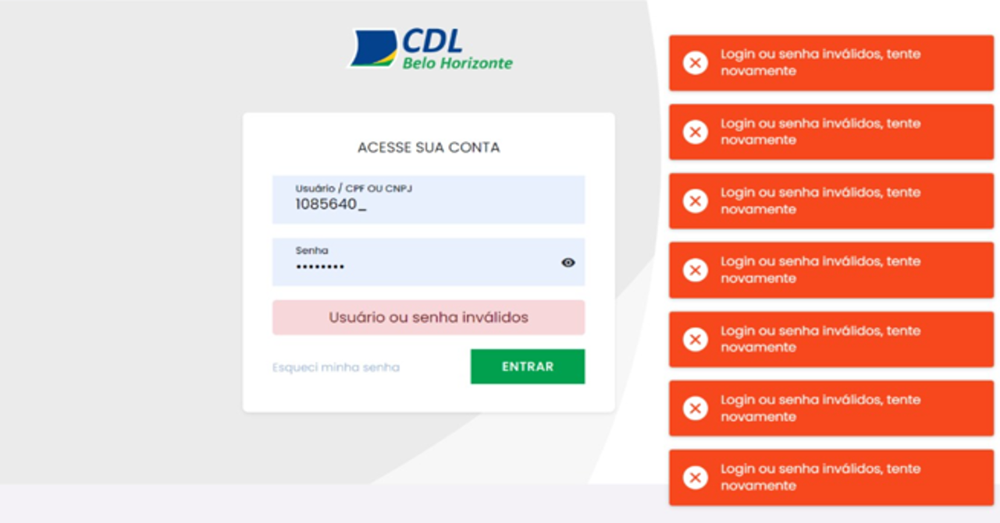 CDL
Belo Horizonte
ACESSE SUA CONTA
Usuário / CPF OU CNPJ
1085640_
Senha
••••••••
Usuário ou senha inválidos
Esqueci minha senha
ENTRAR
Login ou senha inválidos, tente
novamente
Login ou senha inválidos, tente
novamente
Login ou senha inválidos, tente
novamente
Login ou senha inválidos, tente
novamente
Login ou senha inválidos, tente
novamente
Login ou senha inválidos, tente
novamente
Login ou senha inválidos, tente
novamente